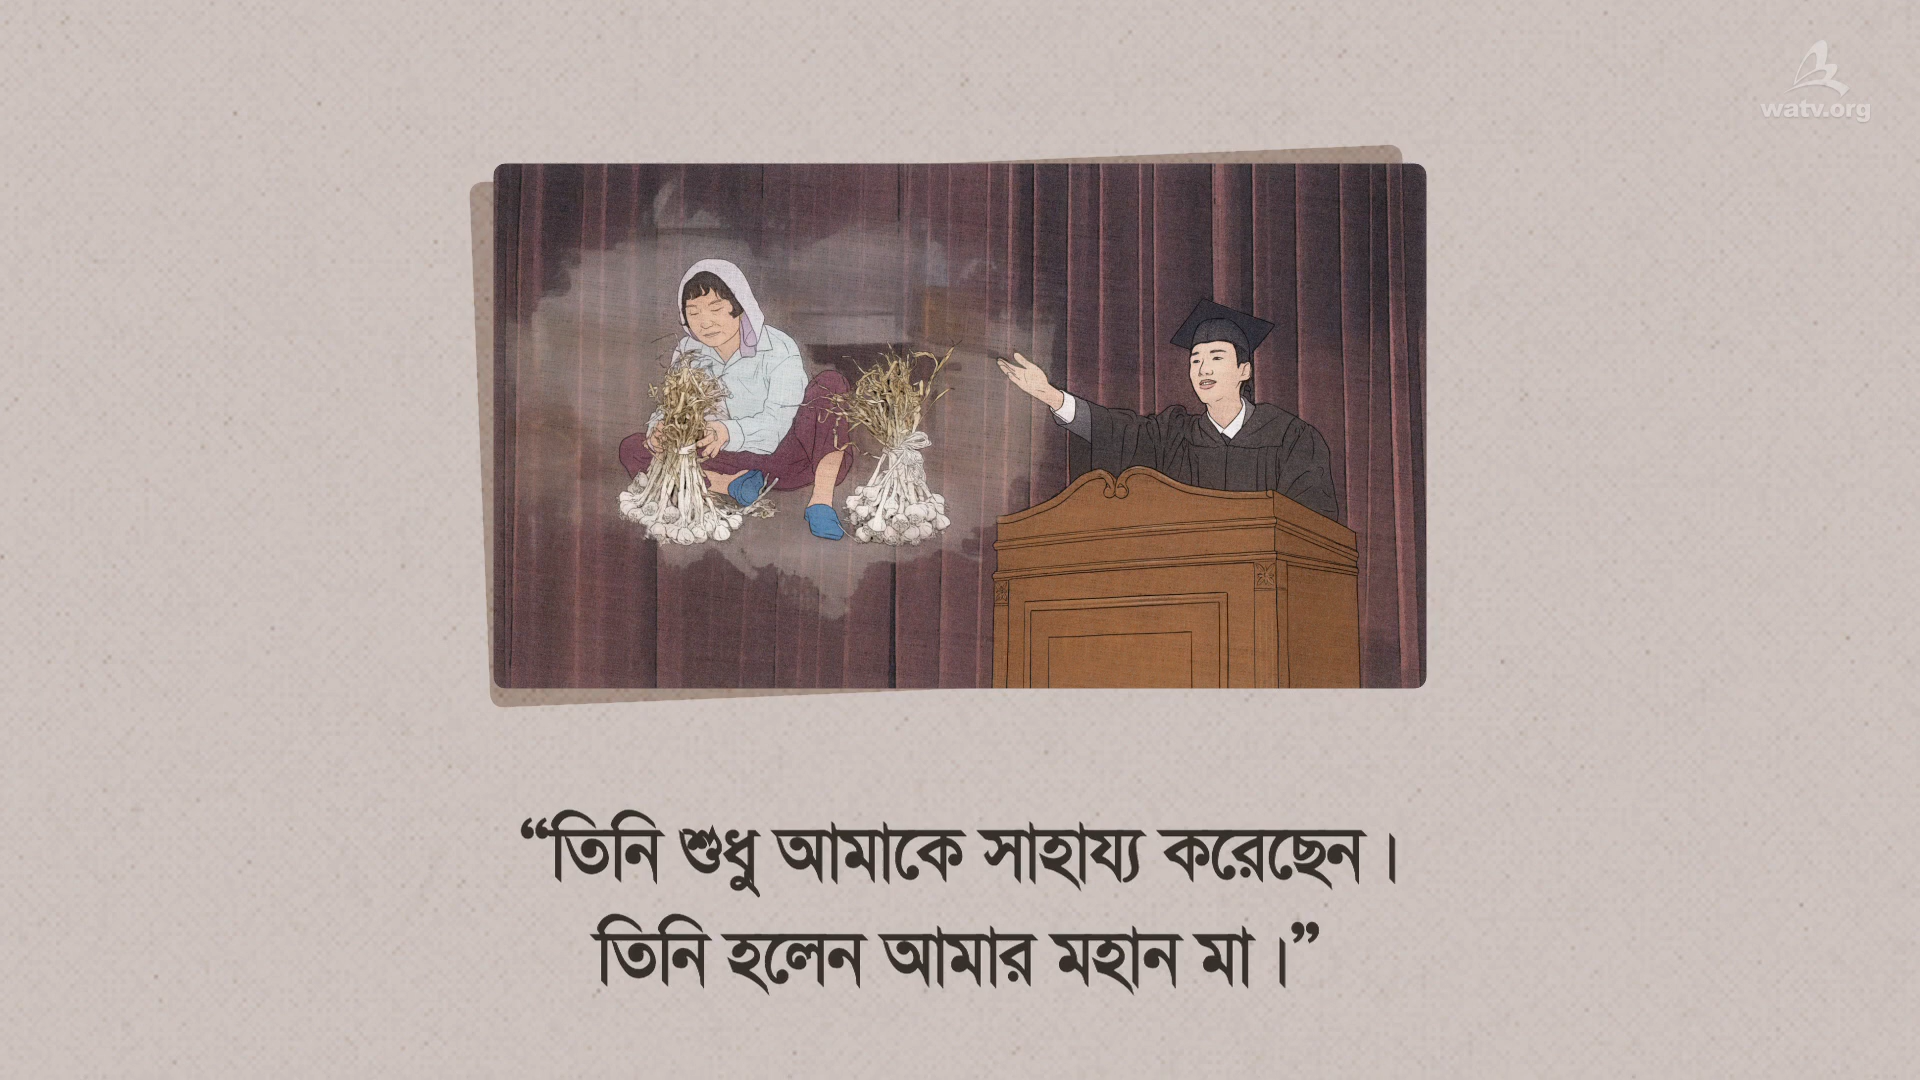 watv.org
“তিনি শুধু আমাকে সাহায্য করেছেন।
তিনি হলেন আমার মহান মা।”